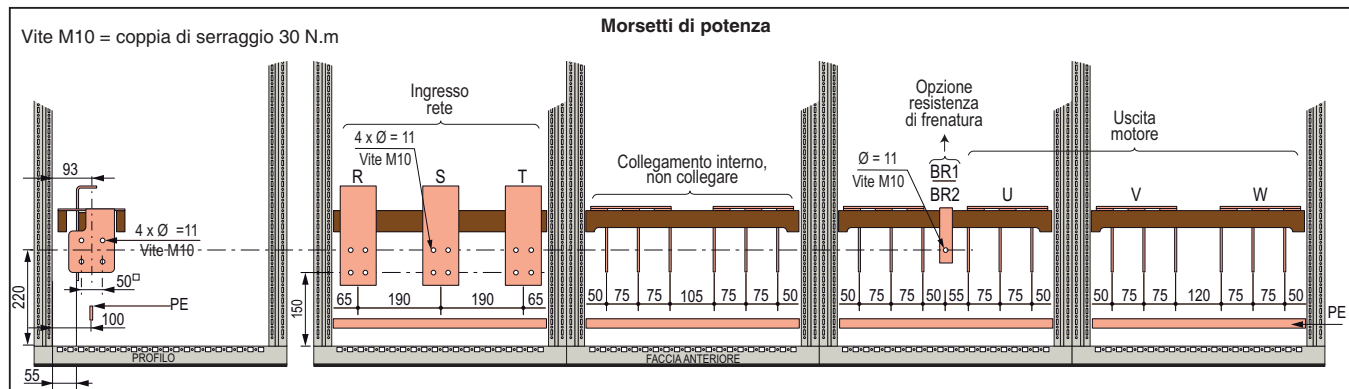 Morsetti di potenza
Vite M10 = coppia di serraggio 30 N.m
93
4 x Ø =11
Vite M10
50□
PE
100
220
PROFILO
55
Ingresso
rete
4 x Ø = 11
Vite M10
R S T
65 190 190 65
150
Collegamento interno,
non collegare
50 75 75 105 75 75 50
FACCIA ANTERIORE
Opzione
resistenza
di frenatura
Ø = 11
Vite M10
BR1
BR2
U
50 75 75 50 55 75 75 50
Uscita
motore
V W
50 75 75 120 75 75 50
PE